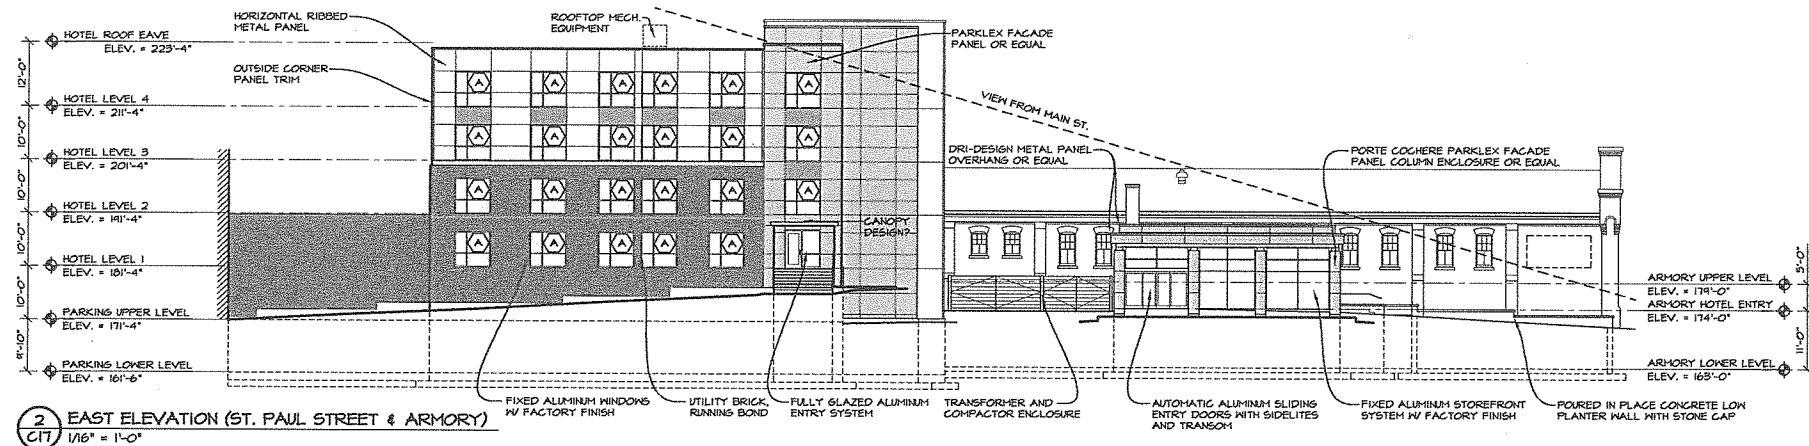 HORIZONTAL RIBBED
METAL PANEL
ROOFTOP MECH.
EQUIPMENT
PARKLEX FACADE
PANEL OR EQUAL
OUTSIDE CORNER
PANEL TRIM
HOTEL ROOF EAVE
ELEV. = 223'-4"
12'-0"
HOTEL LEVEL 4
ELEV. = 211'-4"
10'-0"
HOTEL LEVEL 3
ELEV. = 201'-4"
10'-0"
HOTEL LEVEL 2
ELEV. = 191'-4"
10'-0"
HOTEL LEVEL 1
ELEV. = 181'-4"
10'-0"
PARKING UPPER LEVEL
ELEV. = 171'-4"
9'-10"
PARKING LOWER LEVEL
ELEV. = 161'-6"
A A A A A A
A A A A A A
A A A A A A
A A A A A
VIEW FROM MAIN ST.
DRI-DESIGN METAL PANEL
OVERHANG OR EQUAL
PORTE COCHERE PARKLEX FACADE
PANEL COLUMN ENCLOSURE OR EQUAL
CANOPY
DESIGN?
5'-0"
ARMORY UPPER LEVEL
ELEV. = 179'-0"
ARMORY HOTEL ENTRY
ELEV. = 174'-0"
11'-0"
ARMORY LOWER LEVEL
ELEV. = 163'-0"
FIXED ALUMINUM WINDOWS
W/ FACTORY FINISH
UTILITY BRICK,
RUNNING BOND
FULLY GLAZED ALUMINUM
ENTRY SYSTEM
TRANSFORMER AND
COMPACTOR ENCLOSURE
AUTOMATIC ALUMINUM SLIDING
ENTRY DOORS WITH SIDELITES
AND TRANSOM
FIXED ALUMINUM STOREFRONT
SYSTEM W/ FACTORY FINISH
POURED IN PLACE CONCRETE LOW
PLANTER WALL WITH STONE CAP
2
C17
EAST ELEVATION (ST. PAUL STREET & ARMORY)
1/16" = 1'-0"